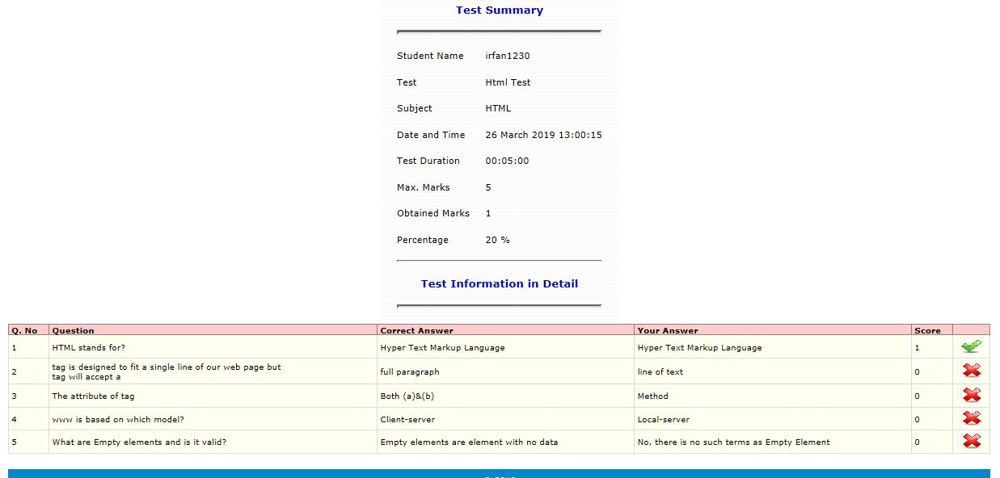 Test Summary
Student Name irfan1230
Test Html Test
Subject HTML
Date and Time 26 March 2019 13:00:15
Test Duration 00:05:00
Max. Marks 5
Obtained Marks 1
Percentage 20 %
Test Information in Detail
Q. No Question Correct Answer Your Answer Score
1 HTML stands for? Hyper Text Markup Language Hyper Text Markup Language 1
2 tag is designed to fit a single line of our web page but
tag will accept a full paragraph line of text 0
3 The attribute of tag Both (a)&(b) Method 0
4 www is based on which model? Client-server Local-server 0
5 What are Empty elements and is it valid? Empty elements are element with no data No, there is no such terms as Empty Element 0